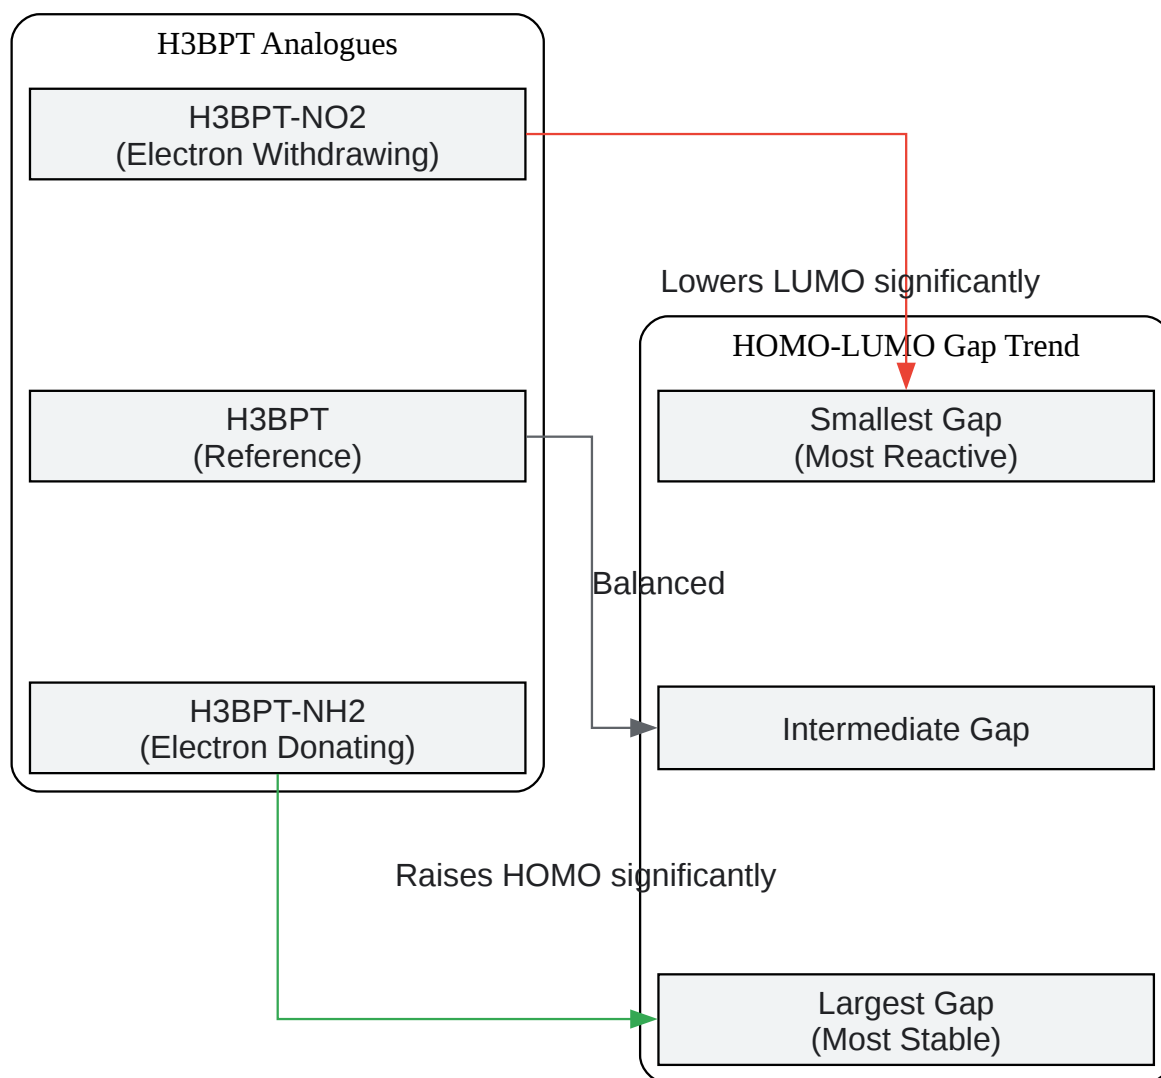 H3BPT Analogues
H3BPT-NO2
(Electron Withdrawing)
Lowers LUMO significantly
HOMO-LUMO Gap Trend
H3BPT
(Reference)
Smallest Gap
(Most Reactive)
Balanced
H3BPT-NH2
(Electron Donating)
Intermediate Gap
Raises HOMO significantly
Largest Gap
(Most Stable)